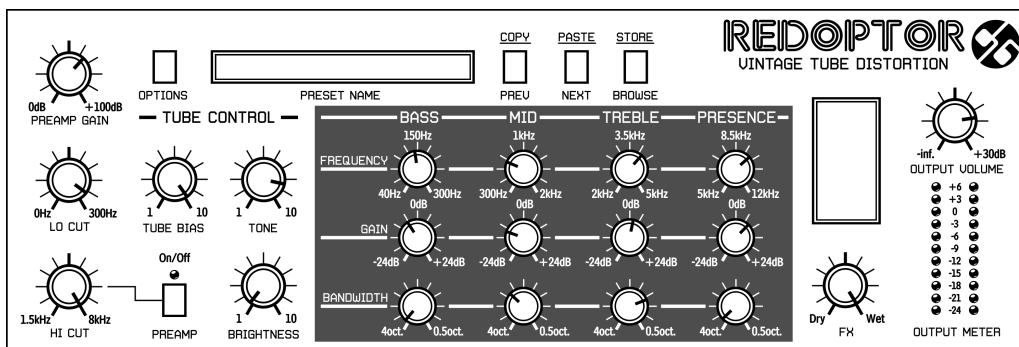 REDOPTOR
VINTAGE TUBE DISTORTION
COPY PASTE STORE
OPTIONS
PRESET NAME
PREV NEXT BROWSE
0dB +100dB
PREAMP GAIN
TUBE CONTROL
0Hz 300Hz
LO CUT
1 10
TUBE BIAS
1 10
TONE
1.5kHz 8kHz
HI CUT
On/Off
PREAMP
1 10
BRIGHTNESS
BASS MID TREBLE PRESENCE
150Hz 1kHz 3.5kHz 8.5kHz
FREQUENCY
40Hz 300Hz 300Hz 2kHz 2kHz 5kHz 5kHz 12kHz
0dB 0dB 0dB 0dB
GAIN
-24dB +24dB -24dB +24dB -24dB +24dB -24dB +24dB
BANDWIDTH
4oct. 0.5oct. 4oct. 0.5oct. 4oct. 0.5oct. 4oct. 0.5oct.
Dry Wet
FX
-inf. +30dB
OUTPUT VOLUME
+6
+3
0
-3
-6
-9
-12
-15
-18
-21
-24
OUTPUT METER